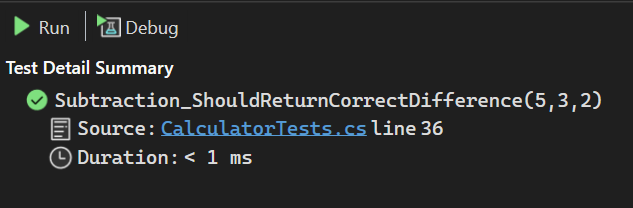 Run Debug
Test Detail Summary
Subtraction_ShouldReturnCorrectDifference(5,3,2)
Source: CalculatorTests.cs line 36
Duration: < 1 ms